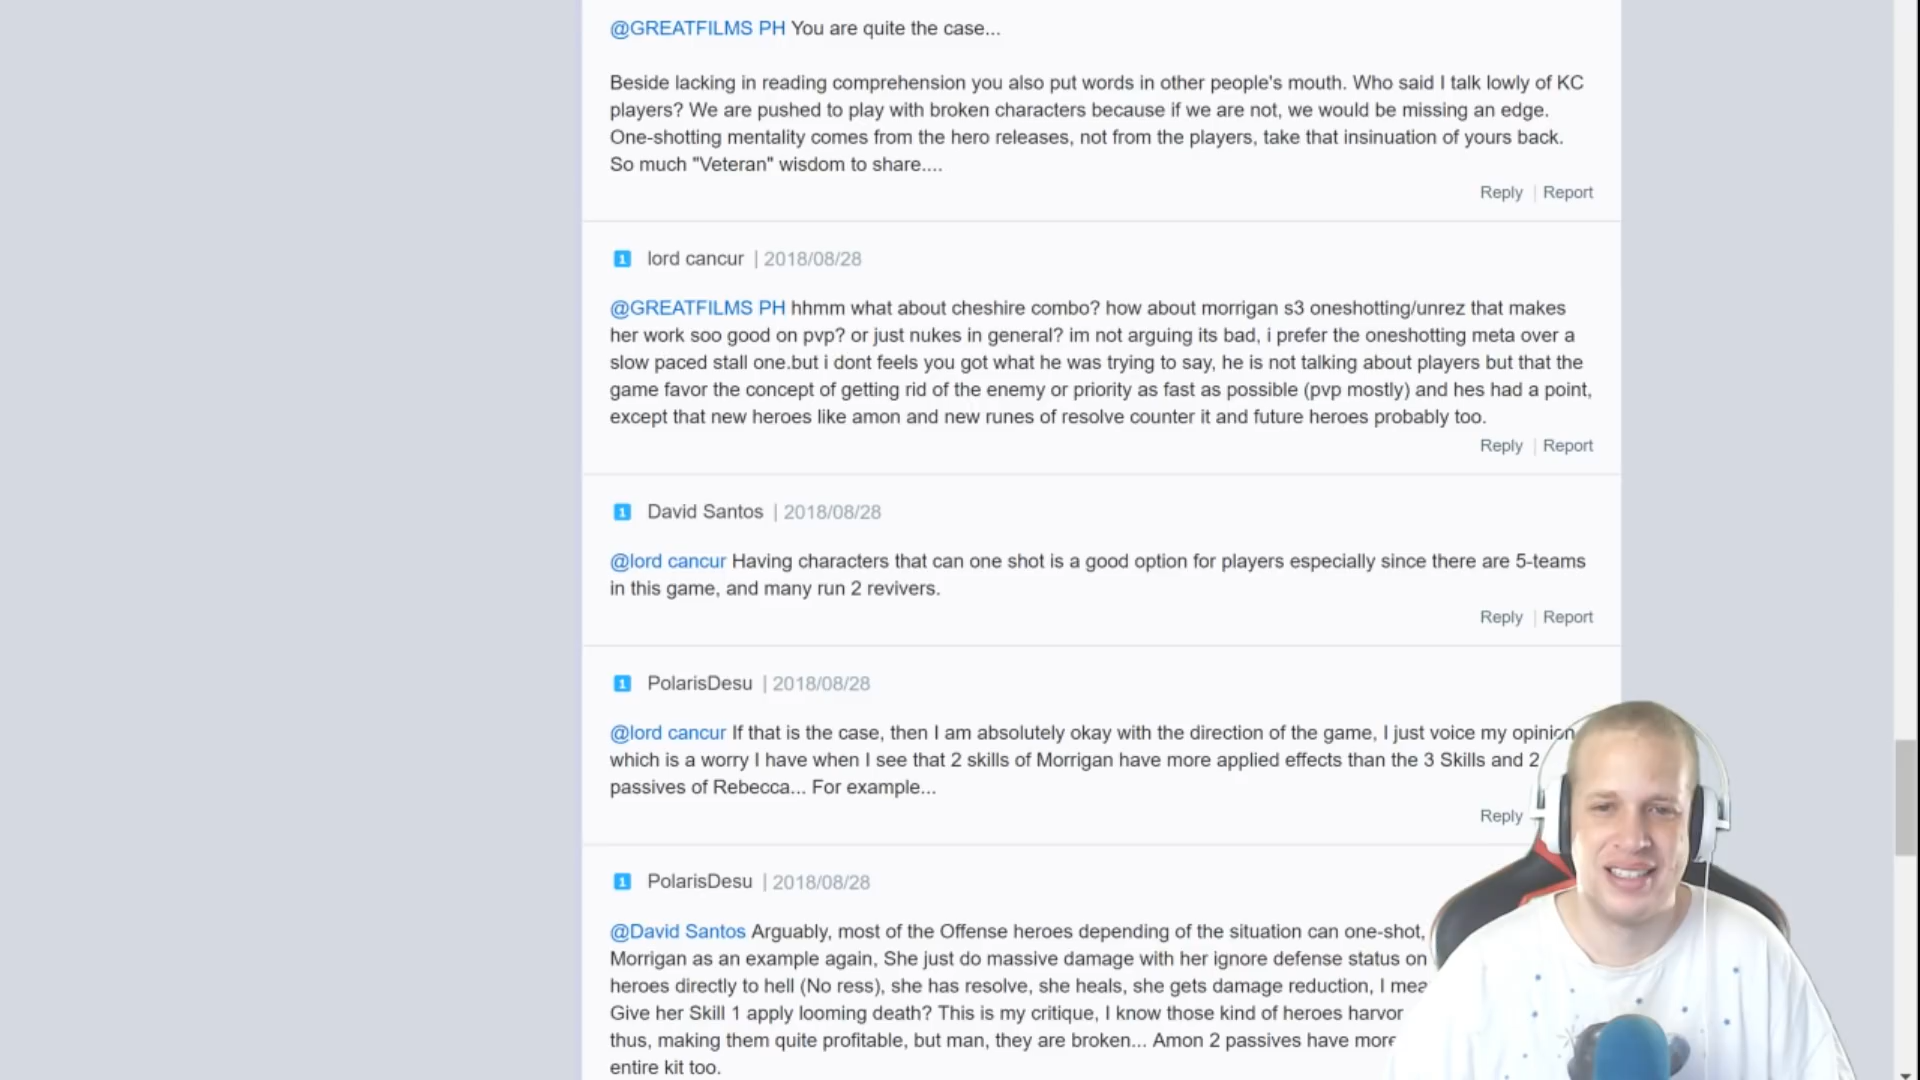 @GREATFILMS PH You are quite the case...
Beside lacking in reading comprehension you also put words in other people's mouth. Who said I talk lowly of KC
players? We are pushed to play with broken characters because if we are not, we would be missing an edge.
One-shotting mentality comes from the hero releases, not from the players, take that insinuation of yours back.
So much "Veteran" wisdom to share....
Reply | Report
1 lord cancur | 2018/08/28
@GREATFILMS PH hhmm what about cheshire combo? how about morrigan s3 oneshotting/unrez that makes
her work soo good on pvp? or just nukes in general? im not arguing its bad, i prefer the oneshotting meta over a
slow paced stall one.but i dont feels you got what he was trying to say, he is not talking about players but that the
game favor the concept of getting rid of the enemy or priority as fast as possible (pvp mostly) and hes had a point,
except that new heroes like amon and new runes of resolve counter it and future heroes probably too.
Reply | Report
1 David Santos | 2018/08/28
@lord cancur Having characters that can one shot is a good option for players especially since there are 5-teams
in this game, and many run 2 revivers.
Reply | Report
1 PolarisDesu | 2018/08/28
@lord cancur If that is the case, then I am absolutely okay with the direction of the game, I just voice my opinion
which is a worry I have when I see that 2 skills of Morrigan have more applied effects than the 3 Skills and 2
passives of Rebecca... For example...
Reply
1 PolarisDesu | 2018/08/28
@David Santos Arguably, most of the Offense heroes depending of the situation can one-shot,
Morrigan as an example again, She just do massive damage with her ignore defense status on
heroes directly to hell (No ress), she has resolve, she heals, she gets damage reduction, I mea
Give her Skill 1 apply looming death? This is my critique, I know those kind of heroes harvor
thus, making them quite profitable, but man, they are broken... Amon 2 passives have more
entire kit too.